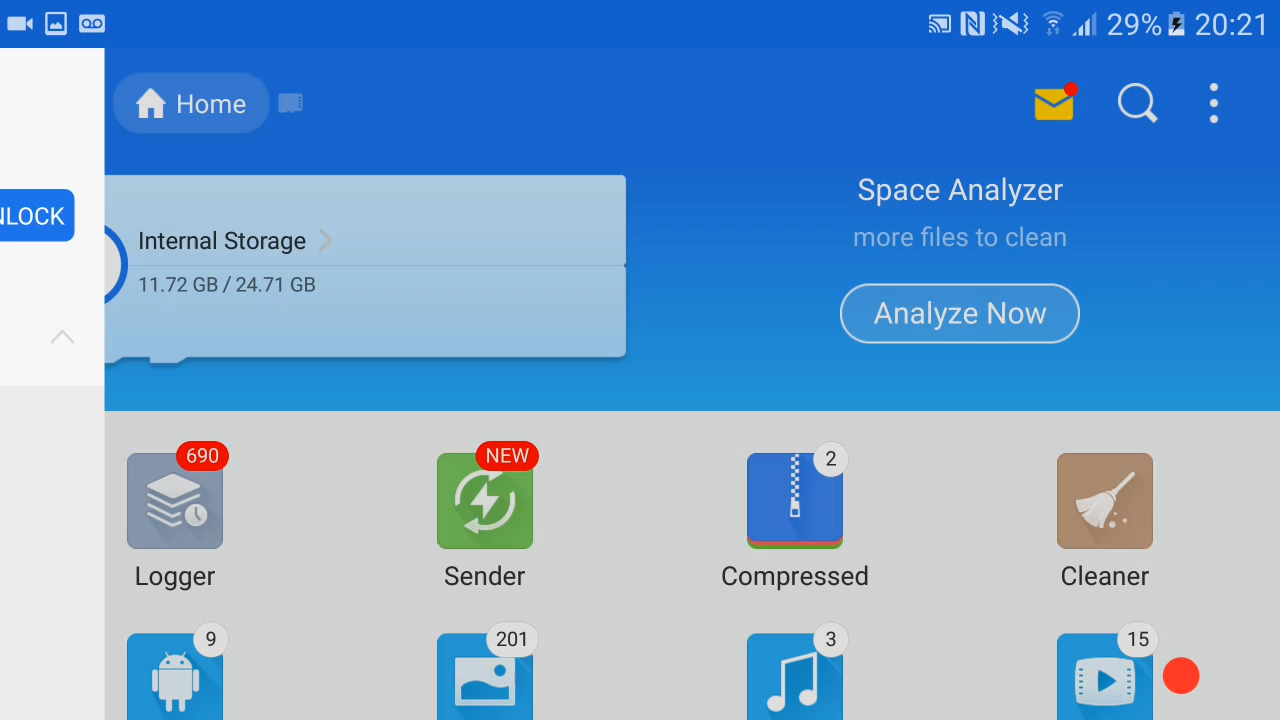 29% 20:21
Home
NLOCK
Space Analyzer
more files to clean
Analyze Now
Internal Storage
11.72 GB / 24.71 GB
690
NEW
2
Logger
Sender
Compressed
Cleaner
9
201
3
15